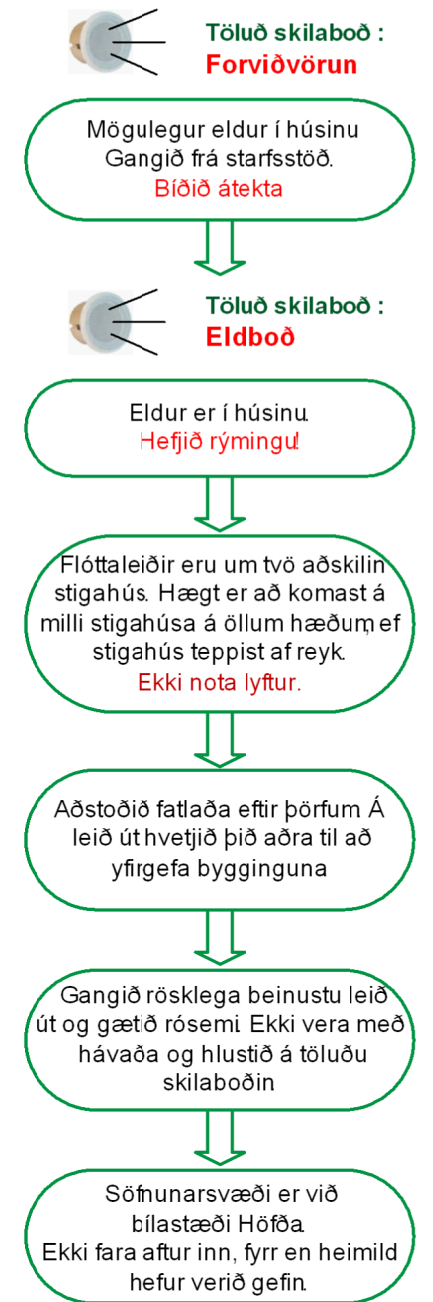 Töluð skilaboð :
Forviðvörun
Mögulegur eldur í húsinu
Gangið frá starfsstöð.
Bíðið átekta
Töluð skilaboð :
Eldboð
Eldur er í húsinu.
Hefjið rýmingu!
Flóttaleiðir eru um tvö aðskilin
stigahús. Hægt er að komast á
milli stigahúsa á öllum hæðum, ef
stigahús teppist af reyk.
Ekki nota lyftur.
Aðstoðið fatlaða eftir þörfum. Á
leið út hvetjið þið aðra til að
yfirgefa bygginguna
Gangið rösklega beinustu leið
út og gætið rósemi. Ekki vera með
hávaða og hlustið á töluðu
skilaboðin.
Söfnunarsvæði er við
bílastæði Höfða.
Ekki fara aftur inn, fyrr en heimild
hefur verið gefin.